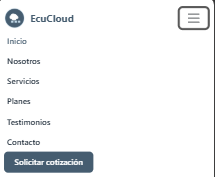 EcuCloud
Inicio
Nosotros
Servicios
Planes
Testimonios
Contacto
Solicitar cotización